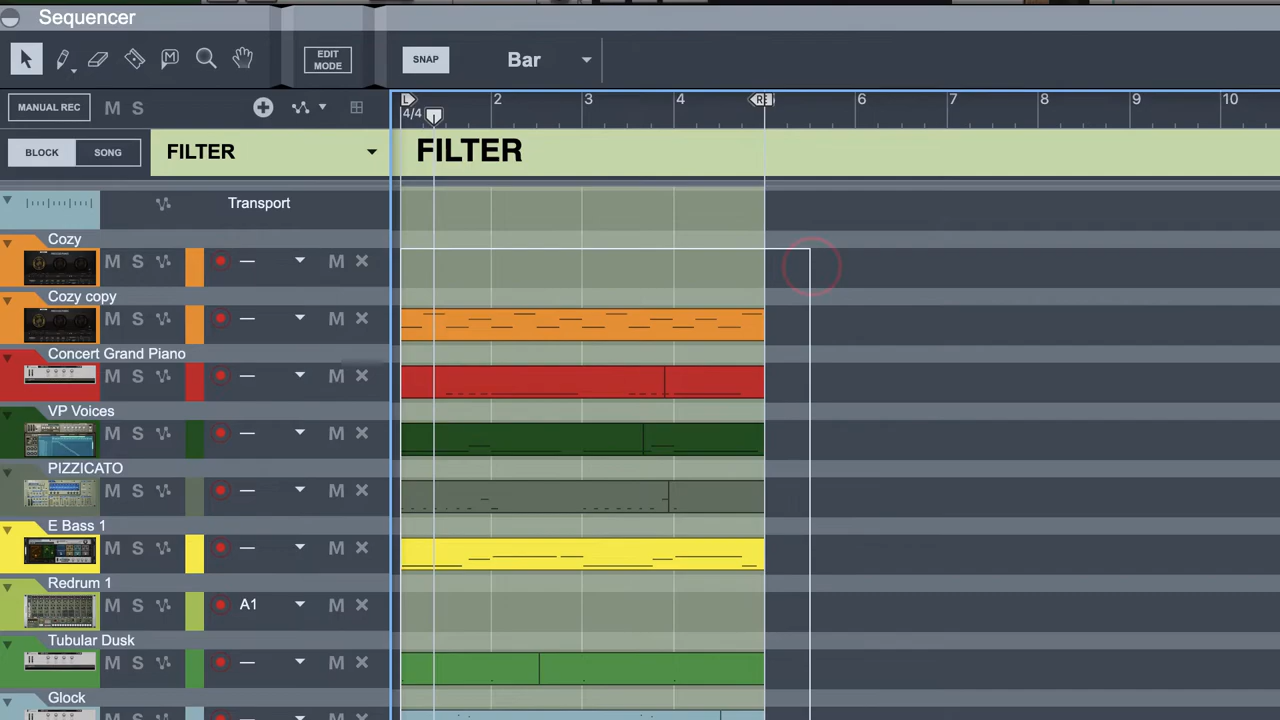 Sequencer
EDIT
MODE
SNAP
Bar
MANUAL REC
M S
L
2 3 4 6 7 8 9 10
4/4
BLOCK SONG
FILTER
FILTER
Transport
Cozy
M S
— M
Cozy copy
M S
— M
Concert Grand Piano
M S
— M
VP Voices
M S
— M
PIZZICATO
M S
— M
E Bass 1
M S
— M
Redrum 1
M S
A1 M
Tubular Dusk
M S
— M
Glock